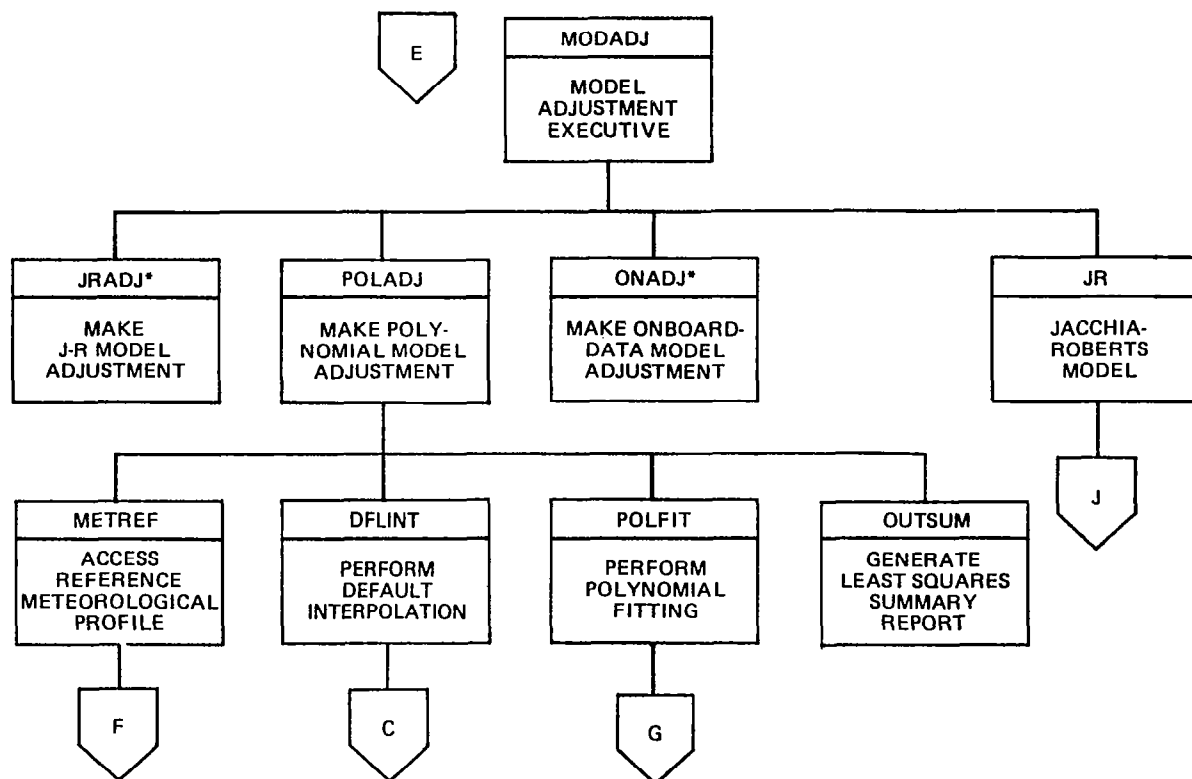 E
MODADJ
MODEL
ADJUSTMENT
EXECUTIVE
JRADJ*
MAKE
J-R MODEL
ADJUSTMENT
POLADJ
MAKE POLY-
NOMIAL MODEL
ADJUSTMENT
ONADJ*
MAKE ONBOARD-
DATA MODEL
ADJUSTMENT
JR
JACCHIA-
ROBERTS
MODEL
METREF
ACCESS
REFERENCE
METEOROLOGICAL
PROFILE
DFLINT
PERFORM
DEFAULT
INTERPOLATION
POLFIT
PERFORM
POLYNOMIAL
FITTING
OUTSUM
GENERATE
LEAST SQUARES
SUMMARY
REPORT
J
F
C
G